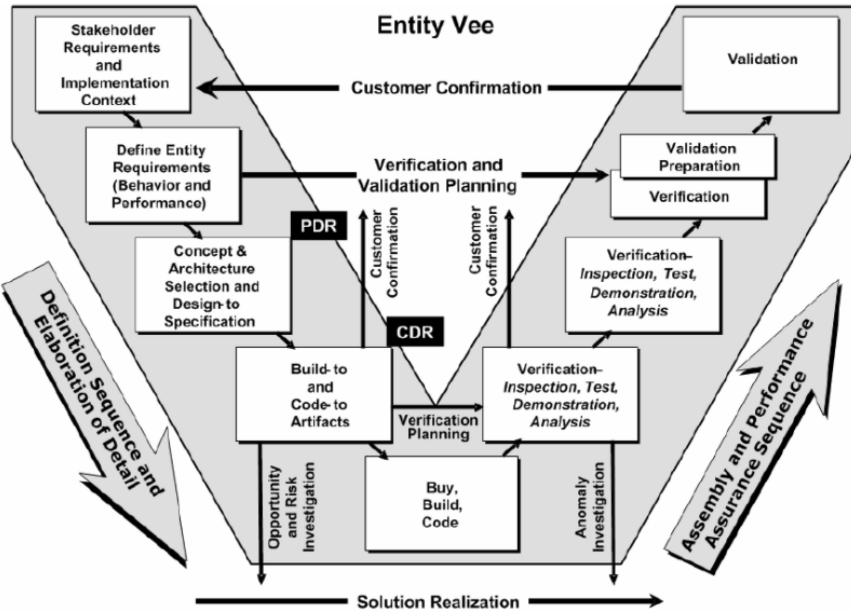 Entity Vee
Stakeholder
Requirements
and
Implementation
Context
Customer Confirmation
Validation
Define Entity
Requirements
(Behavior and
Performance)
Verification and
Validation Planning
Validation
Preparation
Verification
PDR
Concept &
Architecture
Selection and
Design-to
Specification
Customer
Confirmation
Customer
Confirmation
Verification–
Inspection, Test,
Demonstration,
Analysis
CDR
Build-to
and
Code-to
Artifacts
Verification
Planning
Verification–
Inspection, Test,
Demonstration,
Analysis
Buy,
Build,
Code
Opportunity
and Risk
Investigation
Anomaly
Investigation
Definition Sequence and
Elaboration of Detail
Assembly and Performance
Assurance Sequence
Solution Realization